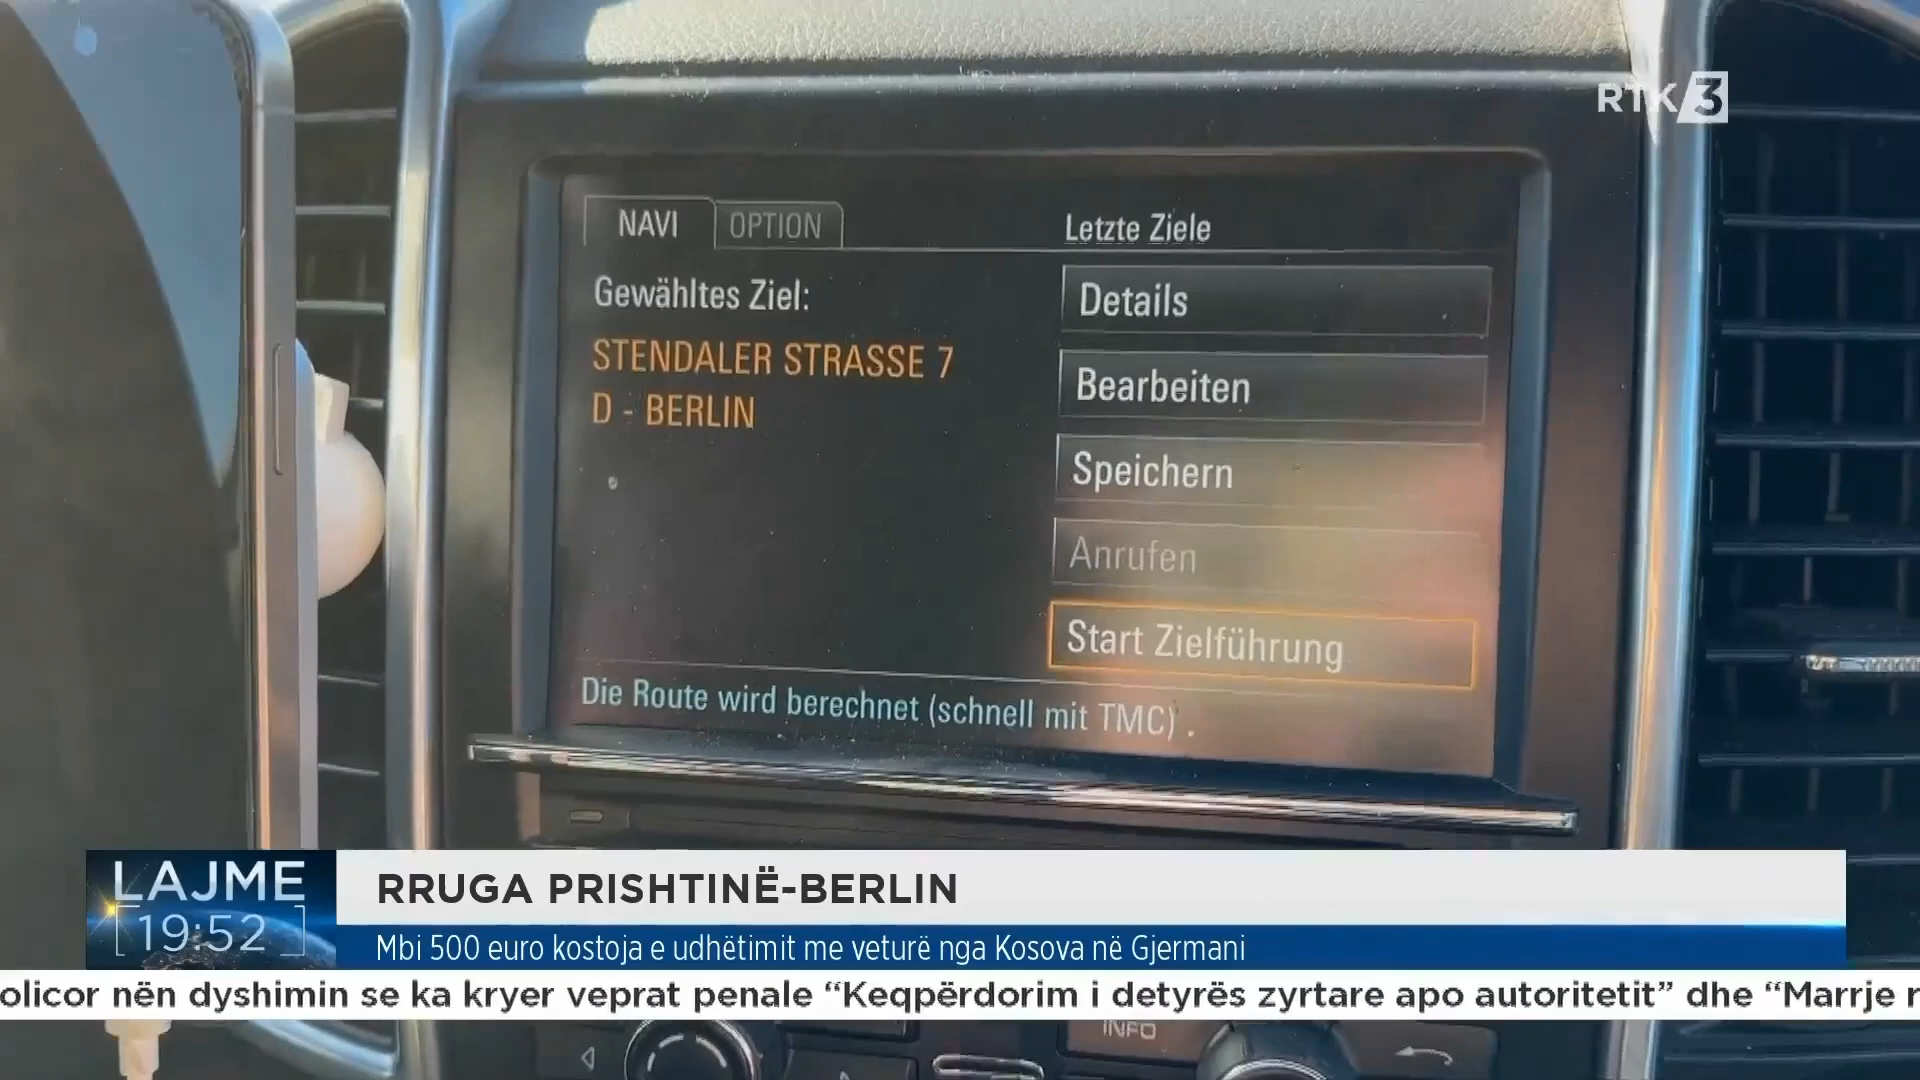 RTK 3
NAVI
OPTION
Letzte Ziele
Gewähltes Ziel:
STENDALER STRASSE 7
D - BERLIN
Details
Bearbeiten
Speichern
Anrufen
Start Zielführung
Die Route wird berechnet (schnell mit TMC) .
LAJME
19:52
RRUGA PRISHTINË-BERLIN
Mbi 500 euro kostoja e udhëtimit me veturë nga Kosova në Gjermani
olicor nën dyshimin se ka kryer veprat penale “Keqpërdorim i detyrës zyrtare apo autoritetit” dhe “Marrje r
INFO